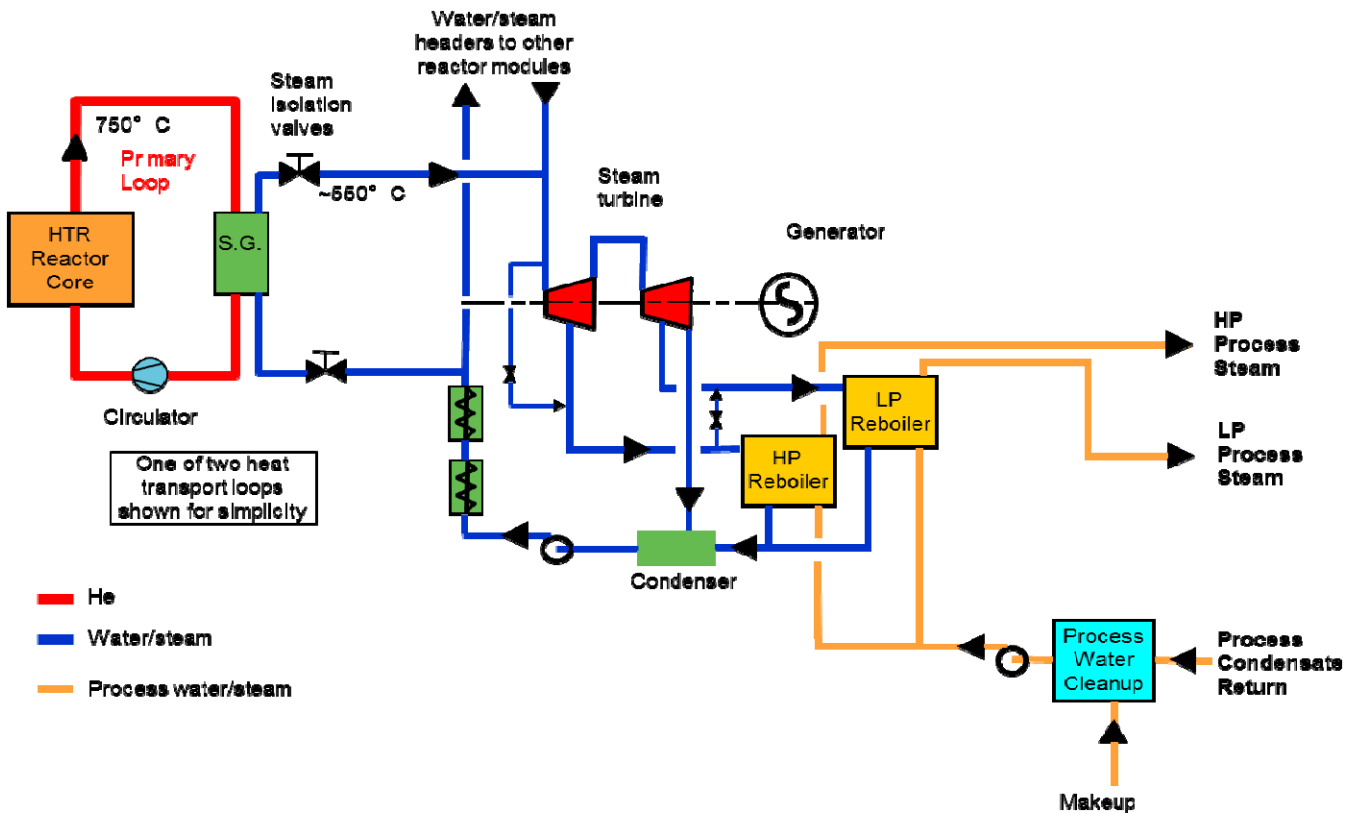 Water/steam
headers to other
reactor modules
Steam
isolation
valves
750° C
Pr mary
Loop
~550° C
Steam
turbine
HTR
Reactor
Core
S.G.
Generator
HP
Process
Steam
LP
Reboiler
Circulator
LP
Process
Steam
HP
Reboiler
One of two heat
transport loops
shown for simplicity
Condenser
He
Water/steam
Process water/steam
Process
Water
Cleanup
Process
Condensate
Return
Makeup